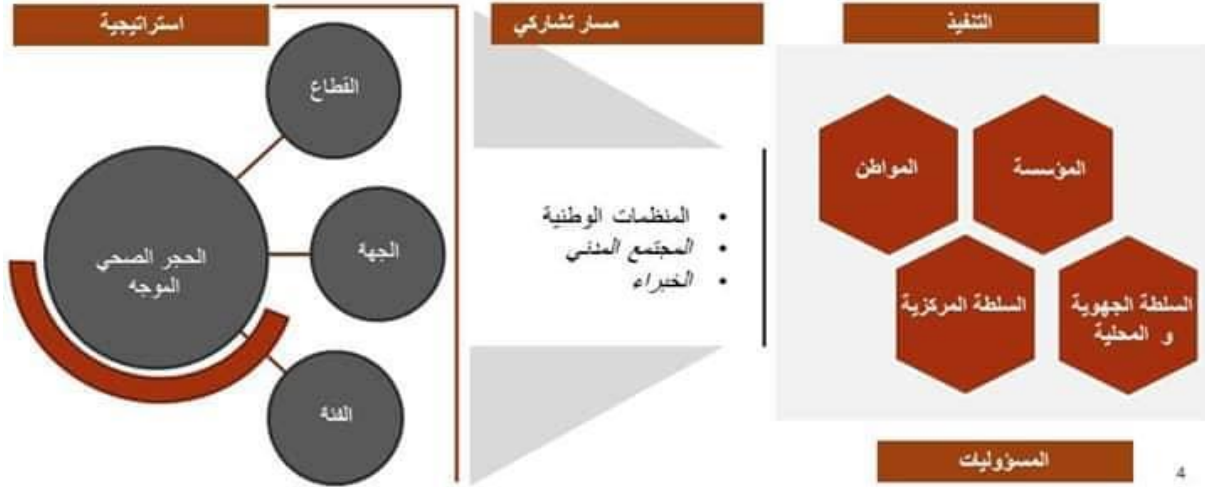 التنفيذ
المواطن
المؤسسة
السلطة المركزية
السلطة الجهوية
و المحلية
المسؤوليات
مسار تشاركي
• المنظمات الوطنية
• المجتمع المدني
• الخبراء
استراتيجية
القطاع
الحجر الصحي
الموجه
الجهة
الفئة
4